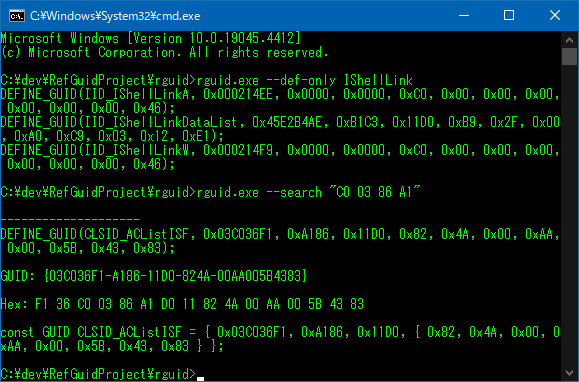 C:¥Windows¥System32¥cmd.exe
Microsoft Windows [Version 10.0.19045.4412]
(c) Microsoft Corporation. All rights reserved.
C:¥dev¥RefGuidProject¥rguid>rguid.exe --def-only IShellLink
DEFINE_GUID(IID_IShellLinkA, 0x000214EE, 0x0000, 0x0000, 0xC0, 0x00, 0x00, 0x00,
 0x00, 0x00, 0x00, 0x46);
DEFINE_GUID(IID_IShellLinkDataList, 0x45E2B4AE, 0xB1C3, 0x11D0, 0xB9, 0x2F, 0x00
, 0xA0, 0xC9, 0x03, 0x12, 0xE1);
DEFINE_GUID(IID_IShellLinkW, 0x000214F9, 0x0000, 0x0000, 0xC0, 0x00, 0x00, 0x00,
 0x00, 0x00, 0x00, 0x46);
C:¥dev¥RefGuidProject¥rguid>rguid.exe --search "C0 03 86 A1"
--------------------
DEFINE_GUID(CLSID_ACListISF, 0x03C036F1, 0xA186, 0x11D0, 0x82, 0x4A, 0x00, 0xAA,
 0x00, 0x5B, 0x43, 0x83);
GUID: {03C036F1-A186-11D0-824A-00AA005B4383}
Hex: F1 36 C0 03 86 A1 D0 11 82 4A 00 AA 00 5B 43 83
const GUID CLSID_ACListISF = { 0x03C036F1, 0xA186, 0x11D0, { 0x82, 0x4A, 0x00, 0
xAA, 0x00, 0x5B, 0x43, 0x83 } };
C:¥dev¥RefGuidProject¥rguid>